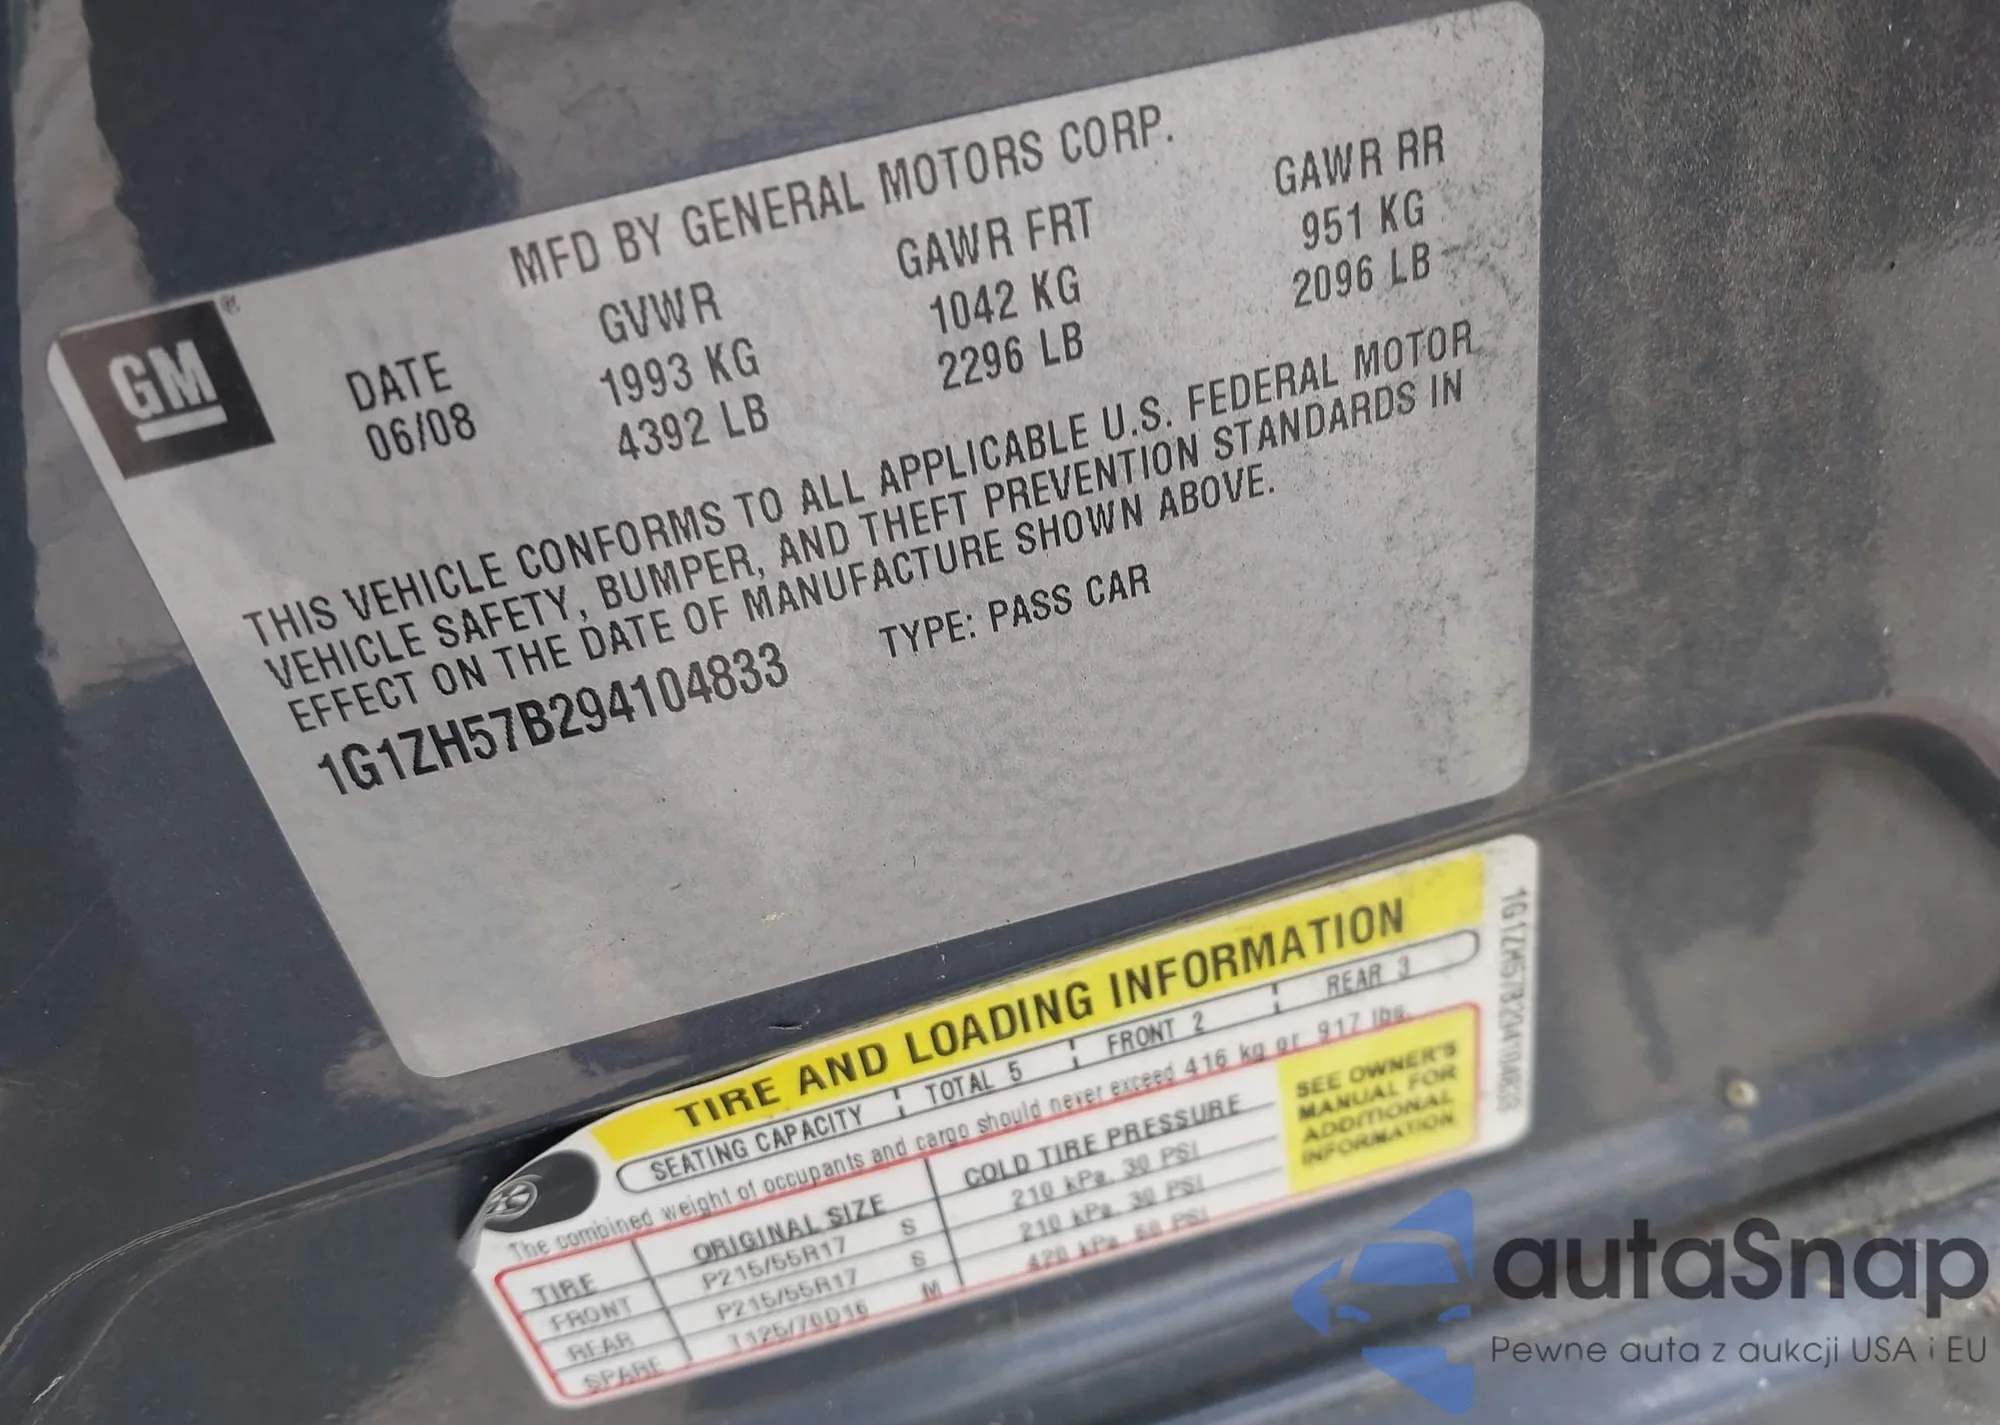 MFD BY GENERAL MOTORS CORP.
GM ®
DATE GVWR GAWR FRT GAWR RR
06/08 1993 KG 1042 KG 951 KG
4392 LB 2296 LB 2096 LB
THIS VEHICLE CONFORMS TO ALL APPLICABLE U.S. FEDERAL MOTOR
VEHICLE SAFETY, BUMPER, AND THEFT PREVENTION STANDARDS IN
EFFECT ON THE DATE OF MANUFACTURE SHOWN ABOVE.
1G1ZH57B294104833 TYPE: PASS CAR
TIRE AND LOADING INFORMATION
SEATING CAPACITY TOTAL 5 FRONT 2 REAR 3
The combined weight of occupants and cargo should never exceed 416 kg or 917 lbs.
TIRE ORIGINAL SIZE COLD TIRE PRESSURE
FRONT P215/55R17 S 210 kPa, 30 PSI
REAR P215/55R17 S 210 kPa, 30 PSI
SPARE T125/70D16 M 420 kPa, 60 PSI
SEE OWNER'S
MANUAL FOR
ADDITIONAL
INFORMATION.
1G1ZH57B294104833
autaSnap
Pewne auta z aukcji USA i EU